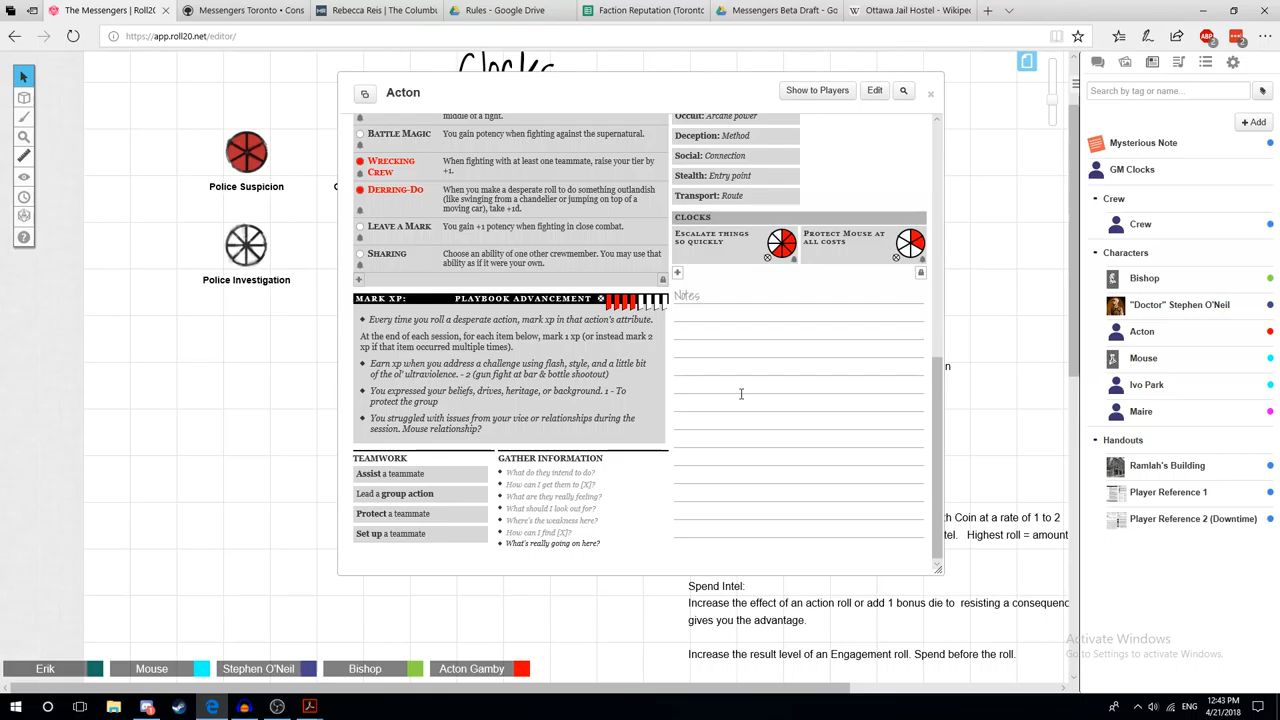 The Messengers | Roll20
Messengers Toronto • Cons
Rebecca Reis | The Columbu
Rules - Google Drive
Faction Reputation (Toronto
Messengers Beta Draft - Go
Ottawa Jail Hostel - Wikipe
https://app.roll20.net/editor/
Clocks
Police Suspicion
Police Investigation
Acton
Show to Players
Edit
middle of a fight.
BATTLE MAGIC
You gain potency when fighting against the supernatural.
WRECKING CREW
When fighting with at least one teammate, raise your tier by
+1.
DERRING-DO
When you make a desperate roll to do something outlandish
(like swinging from a chandelier or jumping on top of a
moving car), take +1d.
LEAVE A MARK
You gain +1 potency when fighting in close combat.
SHARING
Choose an ability of one other crewmember. You may use that
ability as if it were your own.
MARK XP:
PLAYBOOK ADVANCEMENT
Every time you roll a desperate action, mark xp in that action's attribute.
At the end of each session, for each item below, mark 1 xp (or instead mark 2
xp if that item occurred multiple times).
Earn xp when you address a challenge using flash, style, and a little bit
of the ol' ultraviolence. - 2 (gun fight at bar & bottle shootout)
You expressed your beliefs, drives, heritage, or background. 1 - To
protect the group
You struggled with issues from your vice or relationships during the
session. Mouse relationship?
TEAMWORK
Assist a teammate
Lead a group action
Protect a teammate
Set up a teammate
GATHER INFORMATION
What do they intend to do?
How can I get them to [X]?
What are they really feeling?
What should I look out for?
Where's the weakness here?
How can I find [X]?
What's really going on here?
Occult: Arcane power
Deception: Method
Social: Connection
Stealth: Entry point
Transport: Route
CLOCKS
ESCALATE THINGS
SO QUICKLY
PROTECT MOUSE AT
ALL COSTS
Notes
n
th Coin at a rate of 1 to 2
tel. Highest roll = amount
Spend Intel:
Increase the effect of an action roll or add 1 bonus die to resisting a consequenc
gives you the advantage.
Increase the result level of an Engagement roll. Spend before the roll.
Search by tag or name...
+ Add
Mysterious Note
GM Clocks
Crew
Crew
Characters
Bishop
"Doctor" Stephen O'Neil
Acton
Mouse
Ivo Park
Maire
Handouts
Ramlah's Building
Player Reference 1
Player Reference 2 (Downtime)
Activate Windows
Go to Settings to activate Windows.
Erik
Mouse
Stephen O'Neil
Bishop
Acton Gamby
12:43 PM
4/21/2018